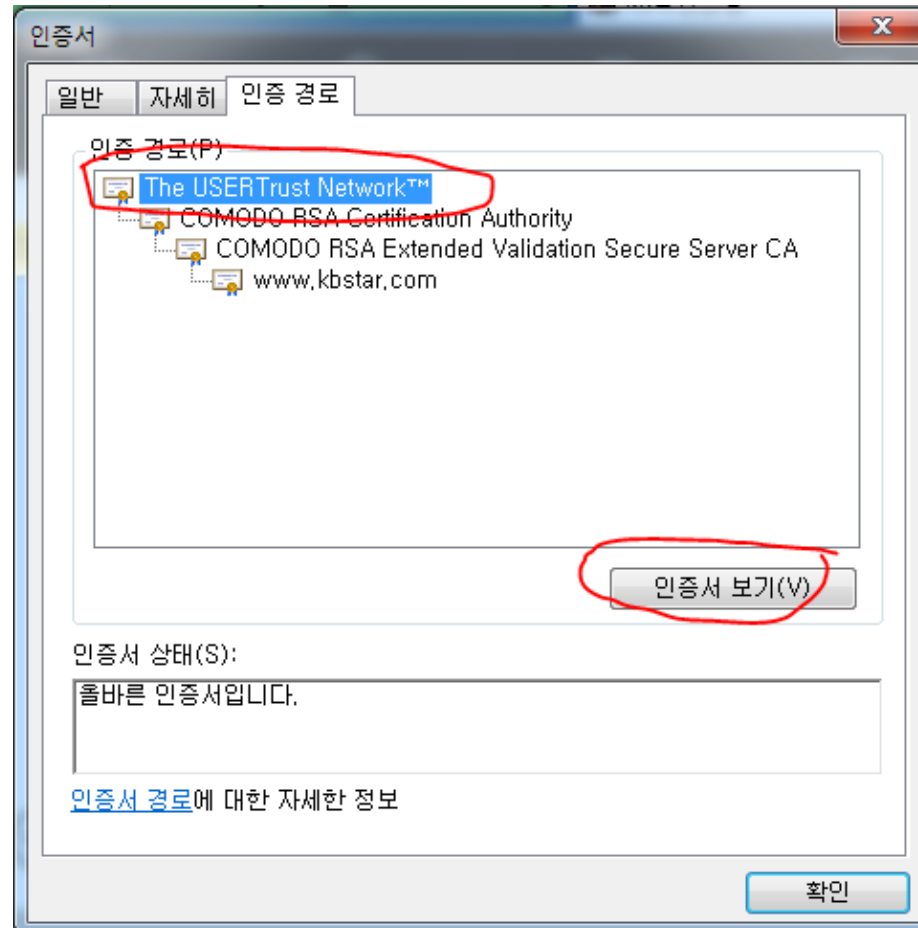 인증서
일반 자세히 인증 경로
인증 경로(P)
The USERTrust Network™
COMODO RSA Certification Authority
COMODO RSA Extended Validation Secure Server CA
www.kbstar.com
인증서 보기(V)
인증서 상태(S):
올바른 인증서입니다.
인증서 경로에 대한 자세한 정보
확인